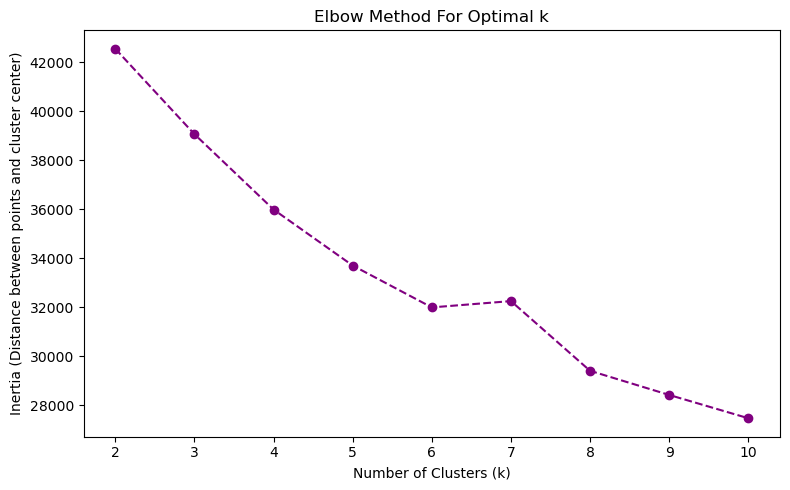 Elbow Method For Optimal k
Inertia (Distance between points and cluster center)
42000
40000
38000
36000
34000
32000
30000
28000
2 3 4 5 6 7 8 9 10
Number of Clusters (k)